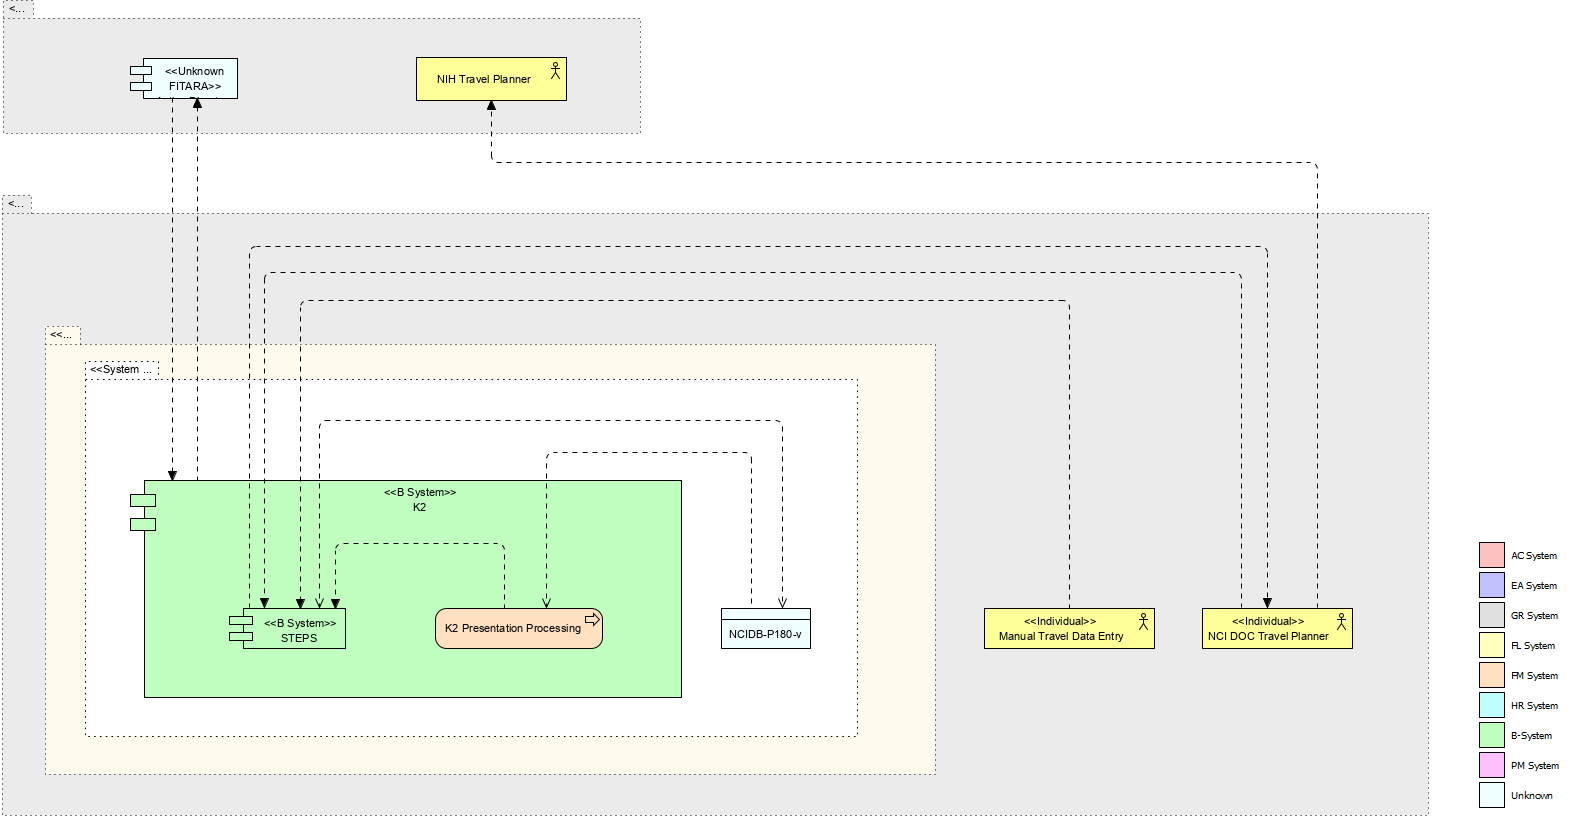 <...
<<Unknown
FITARA>>
NIH Travel Planner
<...
<<...
<<System ...
<<B System>>
K2
<<B System>>
STEPS
K2 Presentation Processing
NCIDB-P180-v
<<Individual>>
Manual Travel Data Entry
<<Individual>>
NCI DOC Travel Planner
AC System
EA System
GR System
FL System
FM System
HR System
B-System
PM System
Unknown